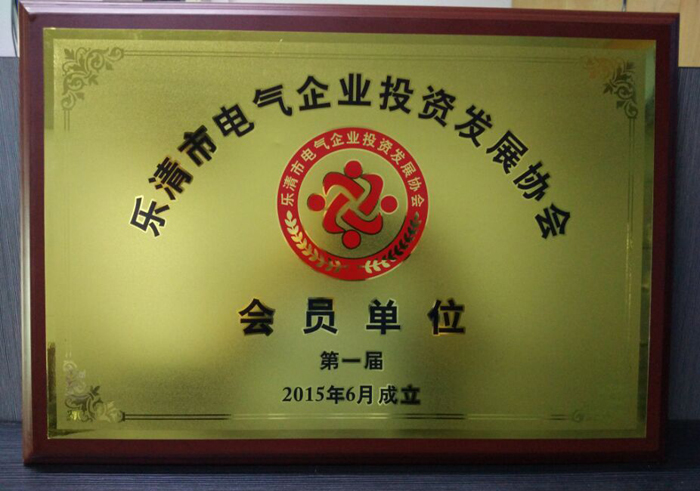 乐清市电气企业投资发展协会
乐清市电气企业投资发展协会
会员单位
第一届
2015年6月成立